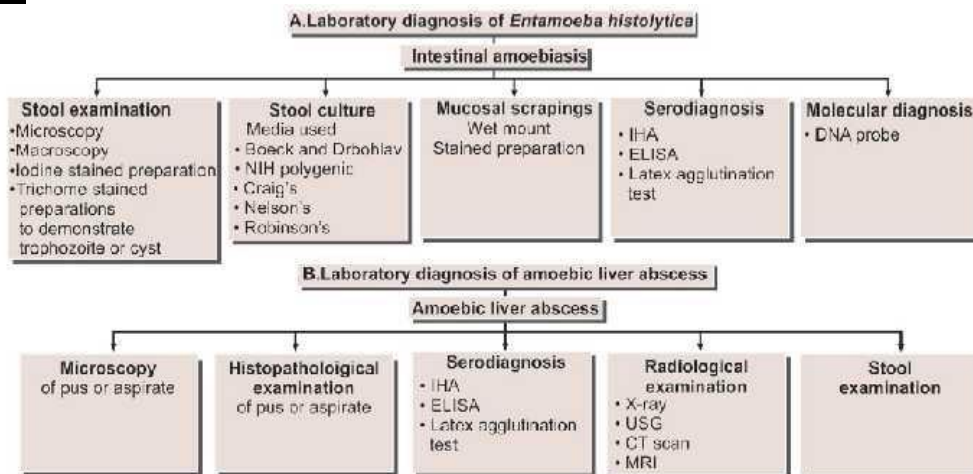 A.Laboratory diagnosis of Entamoeba histolytica
Intestinal amoebiasis
Stool examination
•Microscopy
•Macroscopy
•Iodine stained preparation
•Trichome stained
preparations
to demonstrate
trophozoite or cyst
Stool culture
Media used
• Boeck and Drbohlav
• NIH polygenic
• Craig's
• Nelson's
• Robinson's
Mucosal scrapings
Wet mount
Stained preparation
Serodiagnosis
• IHA
• ELISA
• Latex agglutination
test
Molecular diagnosis
• DNA probe
B.Laboratory diagnosis of amoebic liver abscess
Amoebic liver abscess
Microscopy
of pus or aspirate
Histopatholoigical
examination
of pus or aspirate
Serodiagnosis
• IHA
• ELISA
• Latex agglutination
test
Radiological
examination
• X-ray
• USG
• CT scan
• MRI
Stool
examination